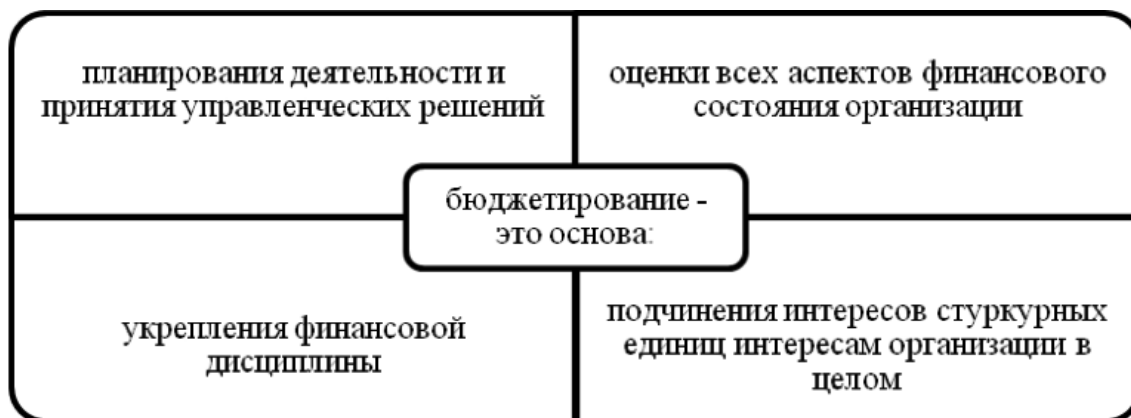 планирования деятельности и
принятия управленческих решений
оценки всех аспектов финансового
состояния организации
бюджетирование -
это основа:
укрепления финансовой
дисциплины
подчинения интересов стуркурных
единиц интересам организации в
целом